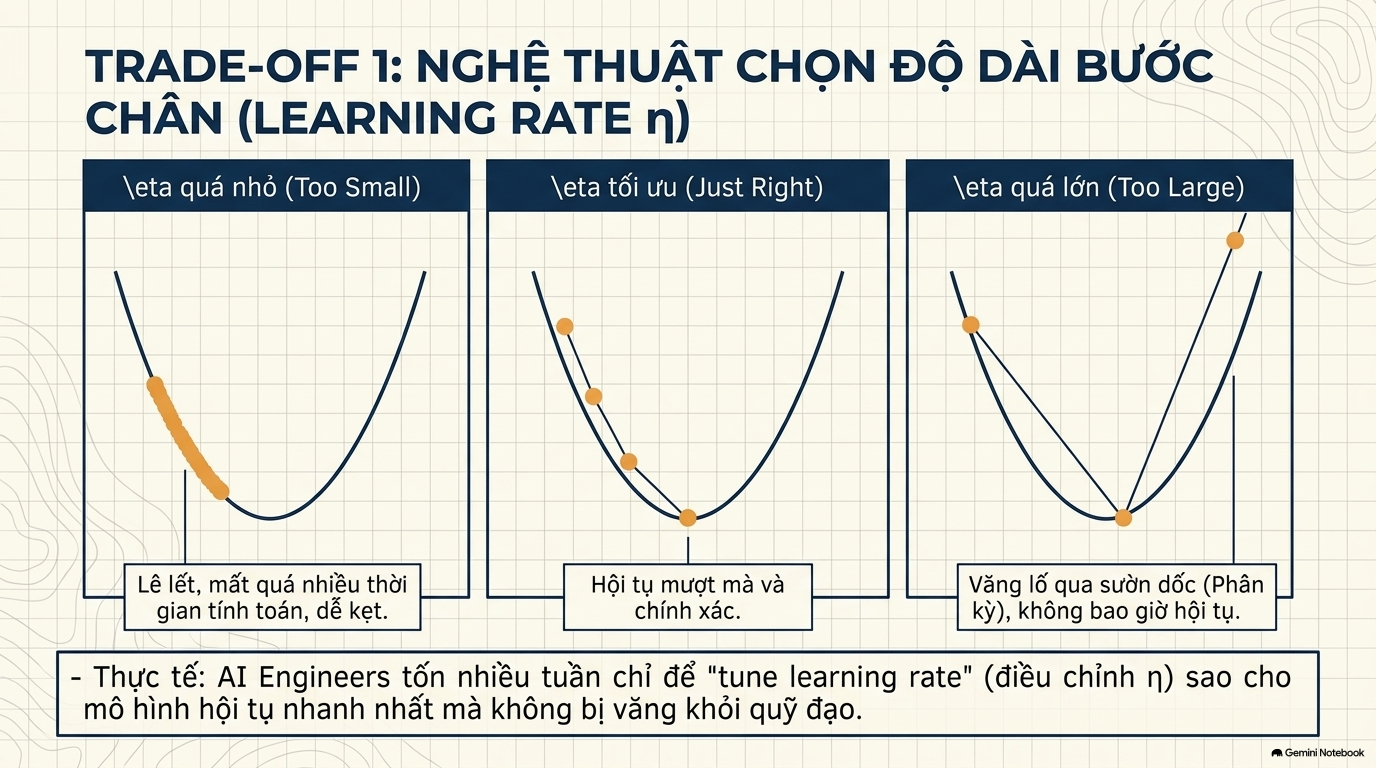 TRADE-OFF 1: NGHỆ THUẬT CHỌN ĐỘ DÀI BƯỚC
CHÂN (LEARNING RATE η)
\eta quá nhỏ (Too Small)
Lê lết, mất quá nhiều thời
gian tính toán, dễ kẹt.
\eta tối ưu (Just Right)
Hội tụ mượt mà và
chính xác.
\eta quá lớn (Too Large)
Văng lố qua sườn dốc (Phân
kỳ), không bao giờ hội tụ.
- Thực tế: AI Engineers tốn nhiều tuần chỉ để "tune learning rate" (điều chỉnh η) sao cho
mô hình hội tụ nhanh nhất mà không bị văng khỏi quỹ đạo.
Gemini Notebook